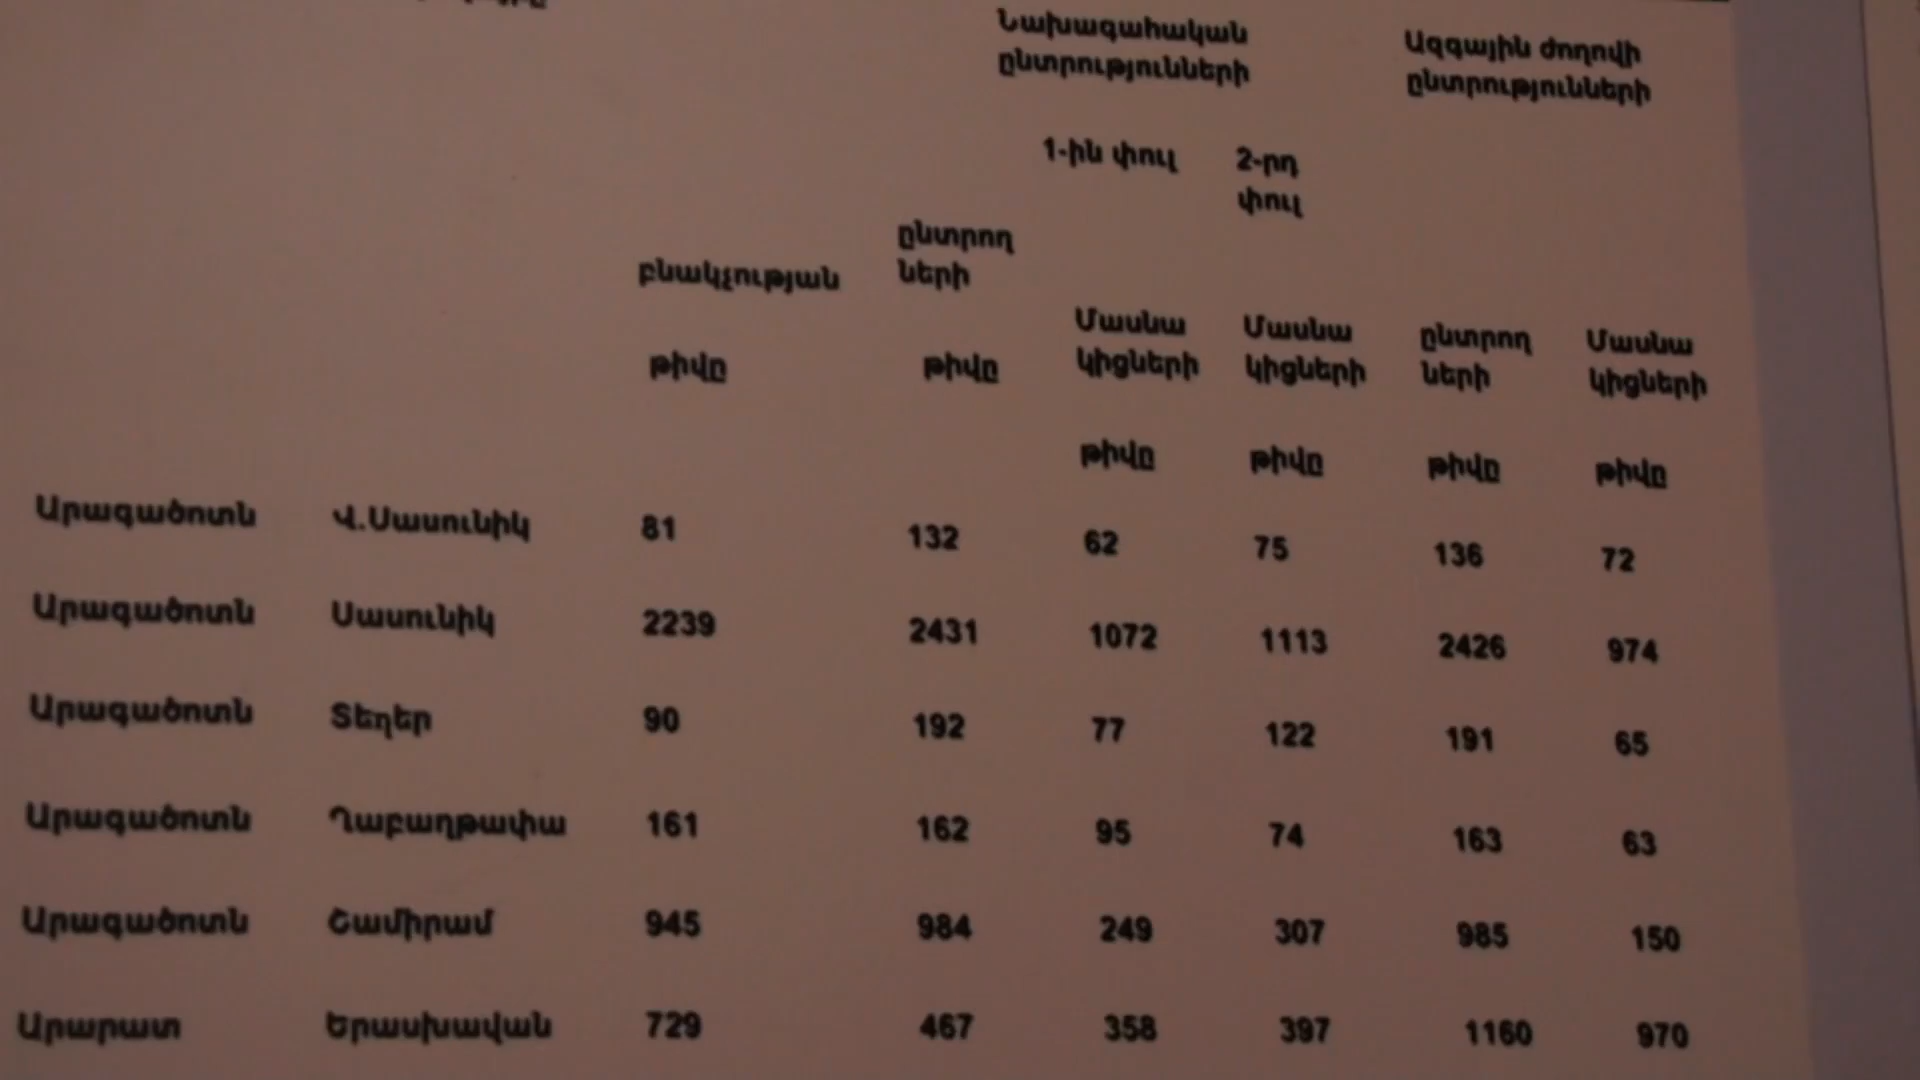 Նախագահական
ընտրությունների
Ազգային ժողովի
ընտրությունների
1-ին փուլ
2-րդ
փուլ
բնակչության
թիվը
ընտրող
ների
թիվը
Մասնա
կիցների
թիվը
Մասնա
կիցների
թիվը
ընտրող
ների
թիվը
Մասնա
կիցների
թիվը
Արագածոտն Վ.Սասունիկ 81 132 62 75 136 72
Արագածոտն Սասունիկ 2239 2431 1072 1113 2426 974
Արագածոտն Տեղեր 90 192 77 122 191 65
Արագածոտն Ղաբաղթափա 161 162 95 74 163 63
Արագածոտն Շամիրամ 945 984 249 307 985 150
Արարատ Երասխավան 729 467 358 397 1160 970